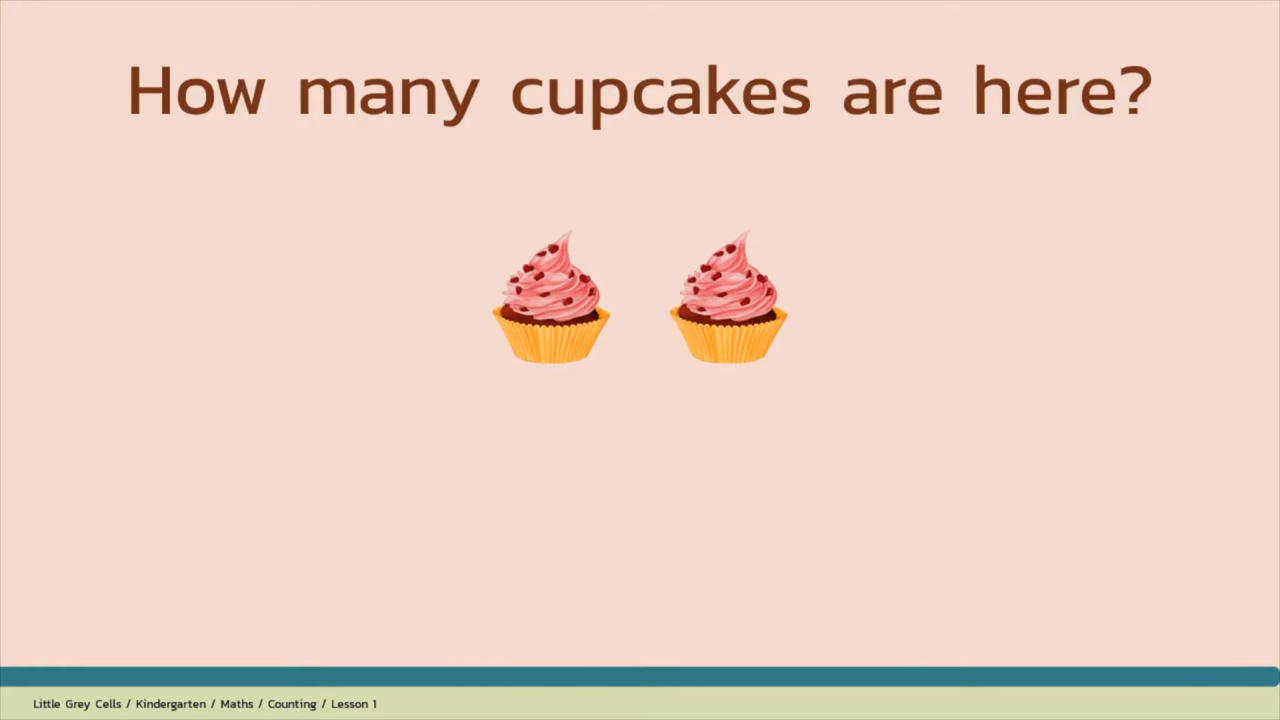 How many cupcakes are here?
Little Grey Cells / Kindergarten / Maths / Counting / Lesson 1